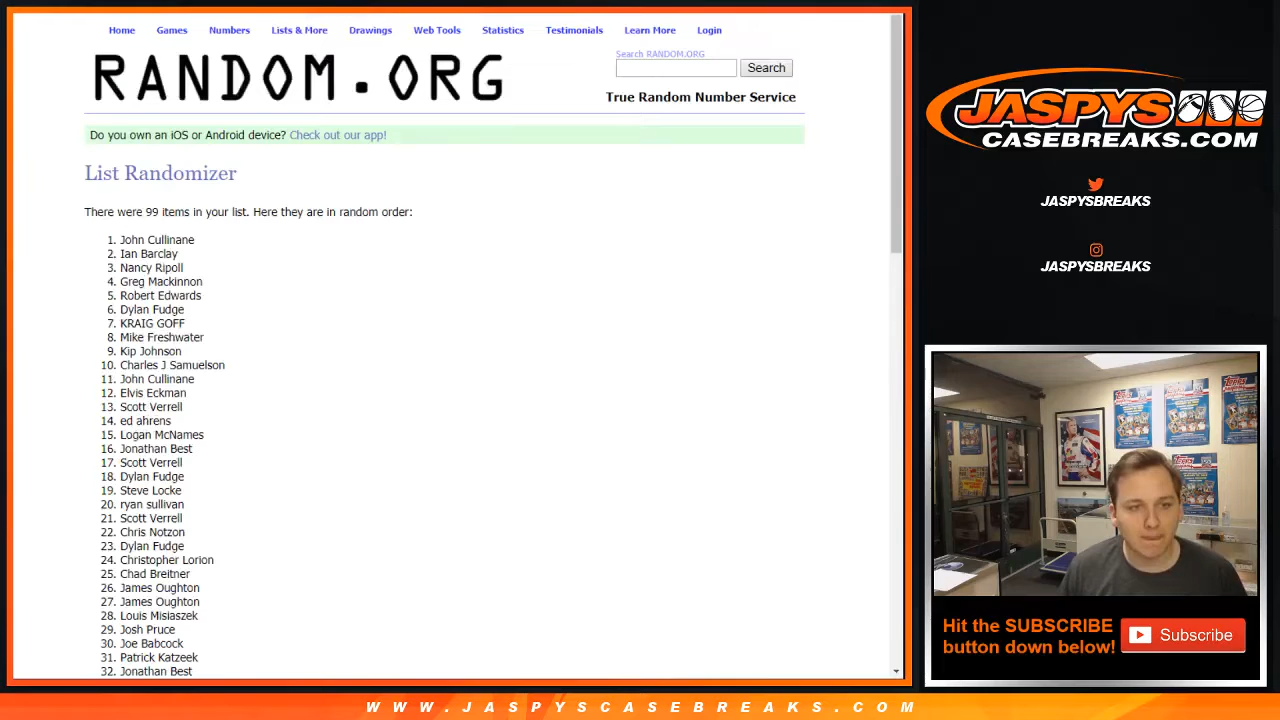 Home Games Numbers Lists & More Drawings Web Tools Statistics Testimonials Learn More Login
RANDOM.ORG
Search RANDOM.ORG
Search
True Random Number Service
Do you own an iOS or Android device? Check out our app!
List Randomizer
There were 99 items in your list. Here they are in random order:
1. John Cullinane
2. Ian Barclay
3. Nancy Ripoll
4. Greg Mackinnon
5. Robert Edwards
6. Dylan Fudge
7. KRAIG GOFF
8. Mike Freshwater
9. Kip Johnson
10. Charles J Samuelson
11. John Cullinane
12. Elvis Eckman
13. Scott Verrell
14. ed ahrens
15. Logan McNames
16. Jonathan Best
17. Scott Verrell
18. Dylan Fudge
19. Steve Locke
20. ryan sullivan
21. Scott Verrell
22. Chris Notzon
23. Dylan Fudge
24. Christopher Lorion
25. Chad Breitner
26. James Oughton
27. James Oughton
28. Louis Misiaszek
29. Josh Pruce
30. Joe Babcock
31. Patrick Katzeek
32. Jonathan Best
JASPYS
CASEBREAKS.COM
JASPYSBREAKS
JASPYSBREAKS
Hit the SUBSCRIBE
button down below!
Subscribe
WWW.JASPYSCASEBREAKS.COM